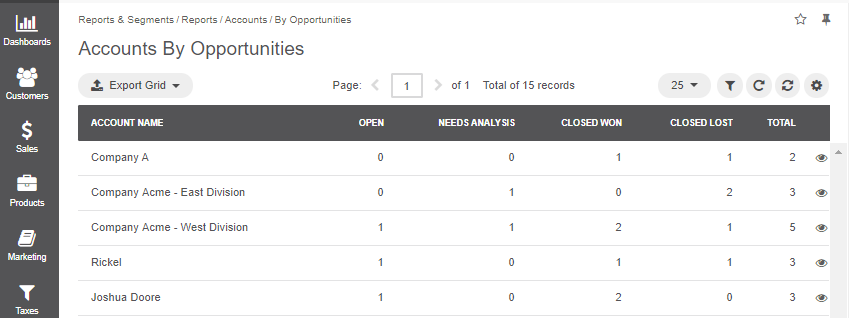 Reports & Segments / Reports / Accounts / By Opportunities
Accounts By Opportunities
Export Grid
Page: 1 of 1 Total of 15 records
25
ACCOUNT NAME OPEN NEEDS ANALYSIS CLOSED WON CLOSED LOST TOTAL
Company A 0 0 1 1 2
Company Acme - East Division 0 1 0 2 3
Company Acme - West Division 1 1 2 1 5
Rickel 1 0 1 1 3
Joshua Doore 1 0 2 0 3
Dashboards
Customers
Sales
Products
Marketing
Taxes